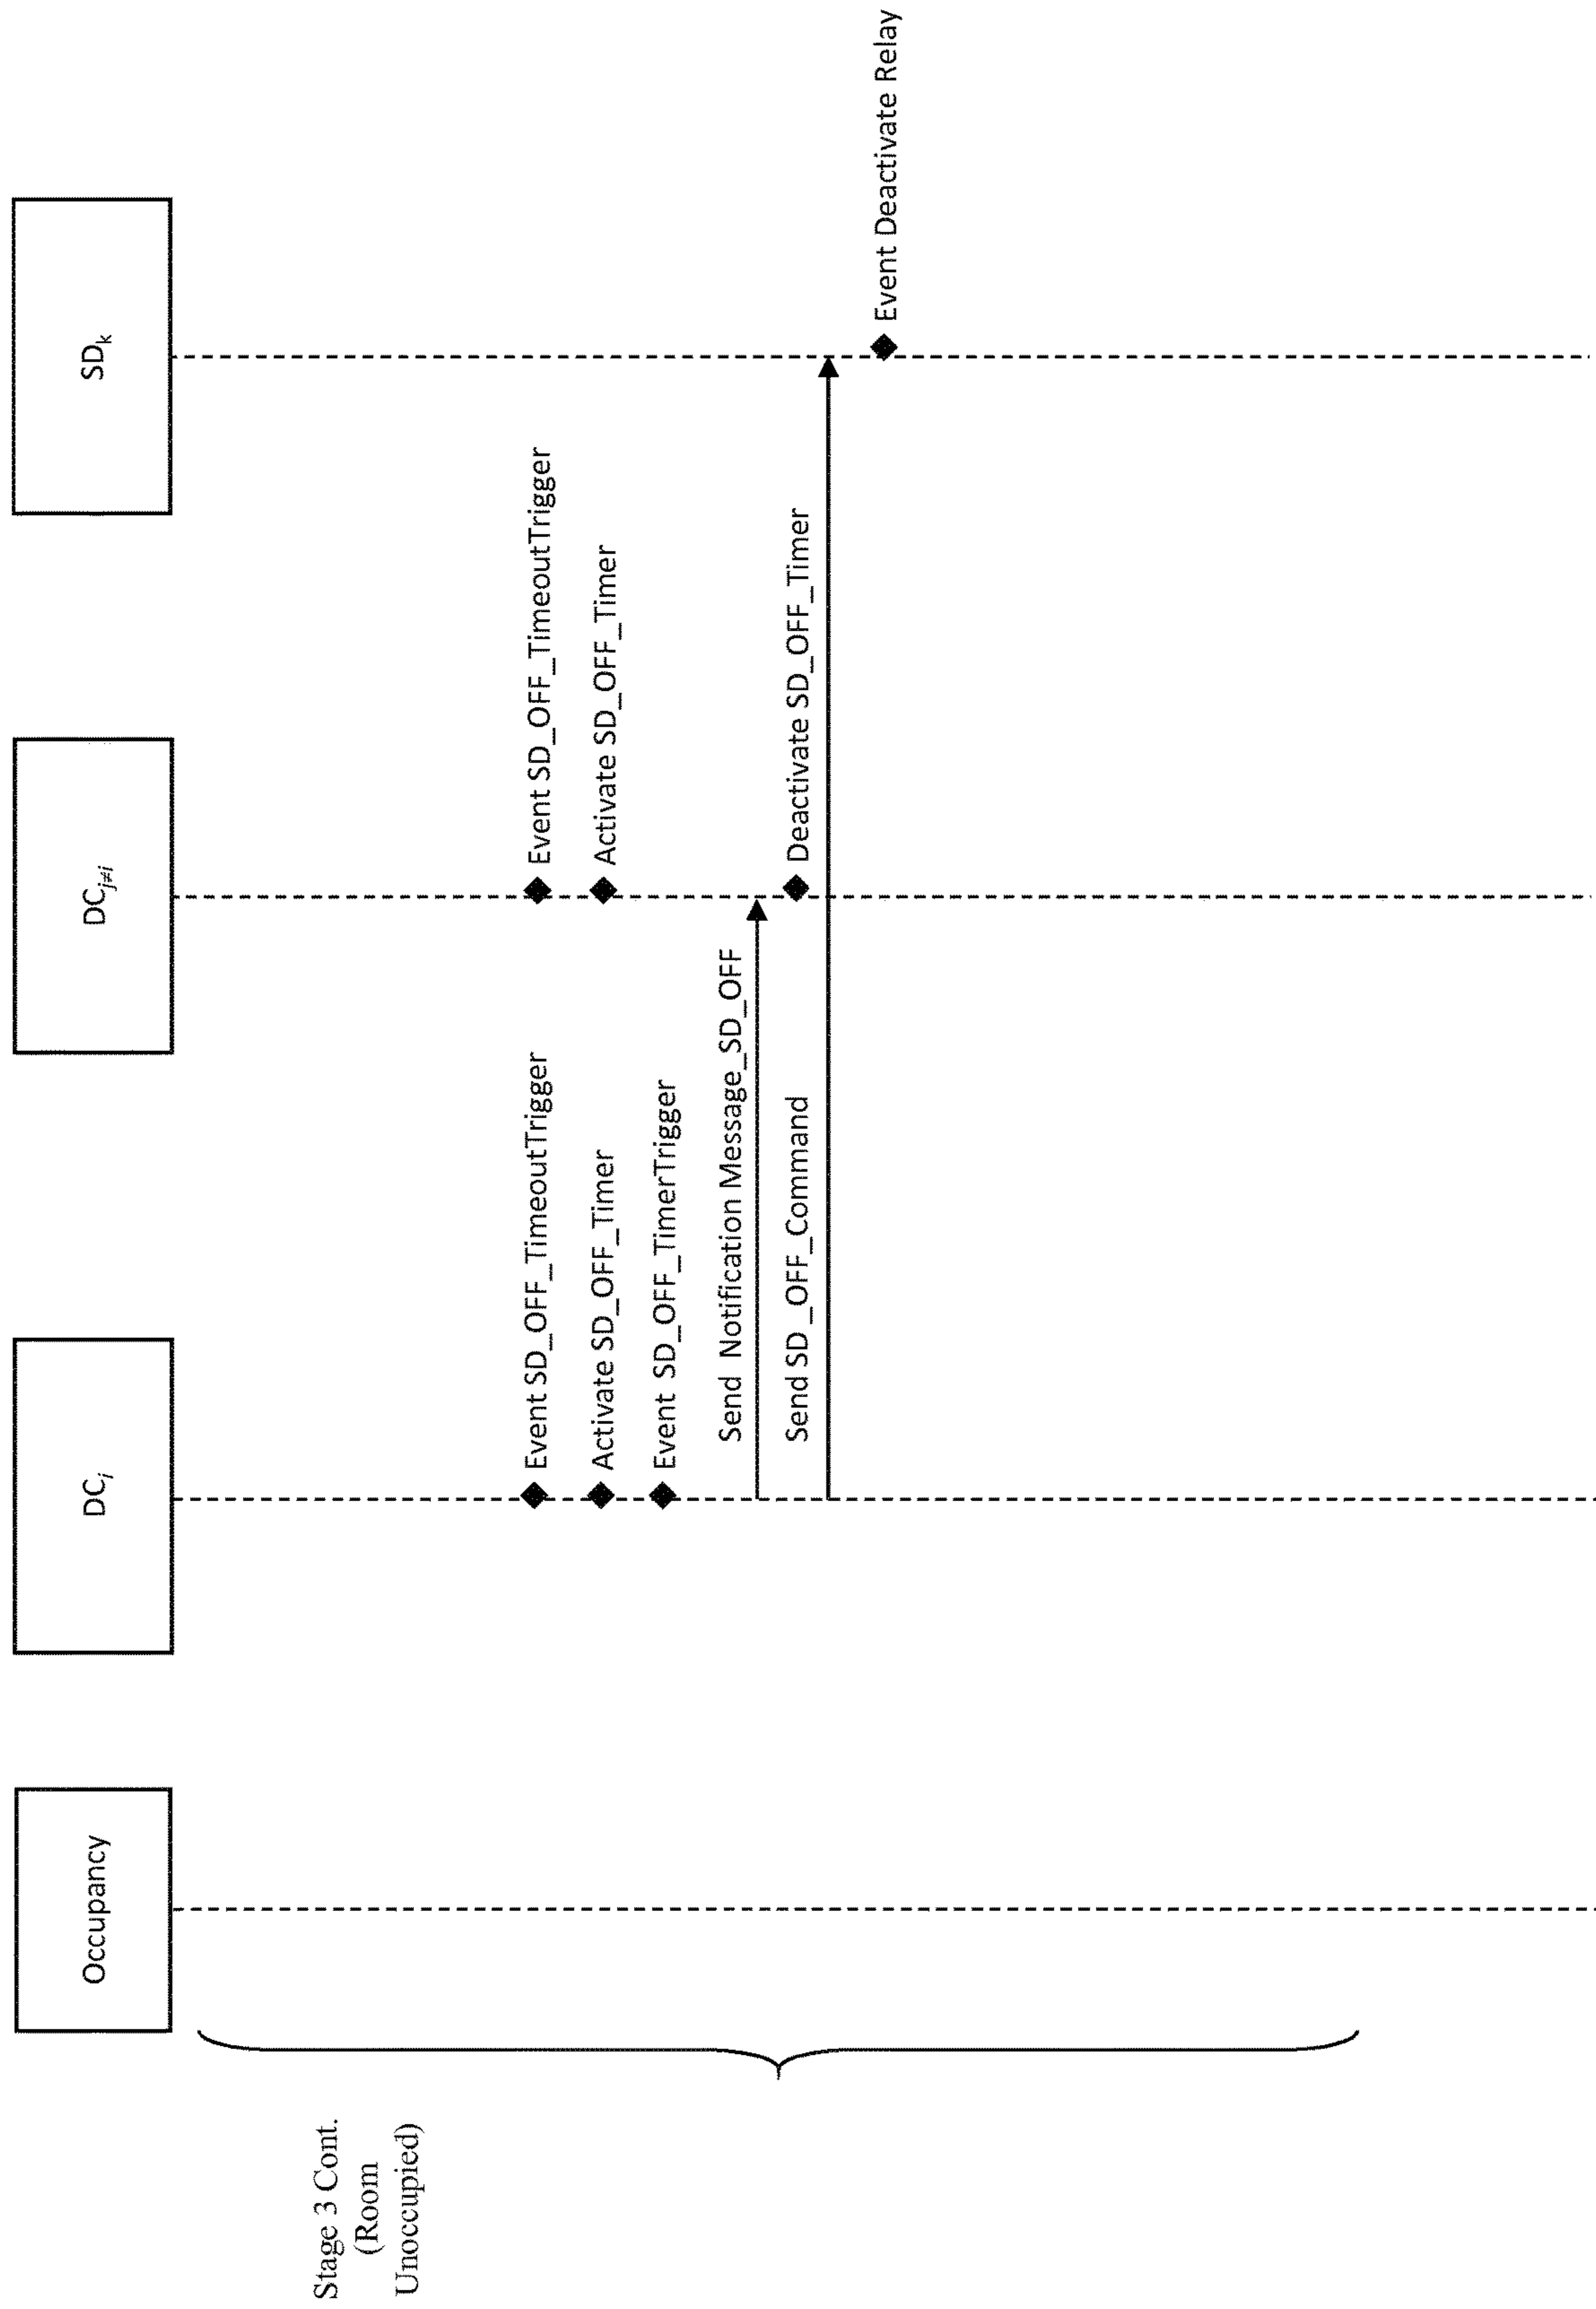 Occupancy
DC𝑖
DC𝑗≠𝑖
SDk
Stage 3 Cont.
(Room
Unoccupied)
Event SD_OFF_TimeoutTrigger
Activate SD_OFF_Timer
Event SD_OFF_TimerTrigger
Send Notification Message_SD_OFF
Send SD_OFF_Command
Event SD_OFF_TimeoutTrigger
Activate SD_OFF_Timer
Deactivate SD_OFF_Timer
Event Deactivate Relay